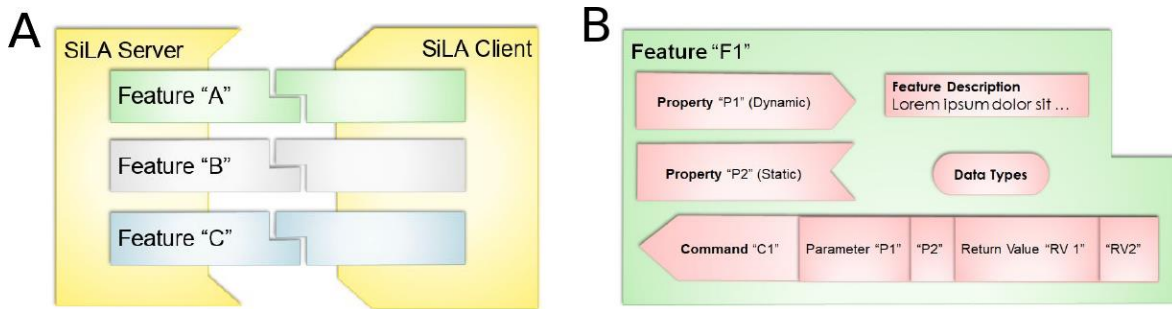 A
SiLA Server
SiLA Client
Feature "A"
Feature "B"
Feature "C"
B
Feature "F1"
Property "P1" (Dynamic)
Feature Description
Lorem ipsum dolor sit ...
Property "P2" (Static)
Data Types
Command "C1"
Parameter "P1"
"P2"
Return Value "RV 1"
"RV2"